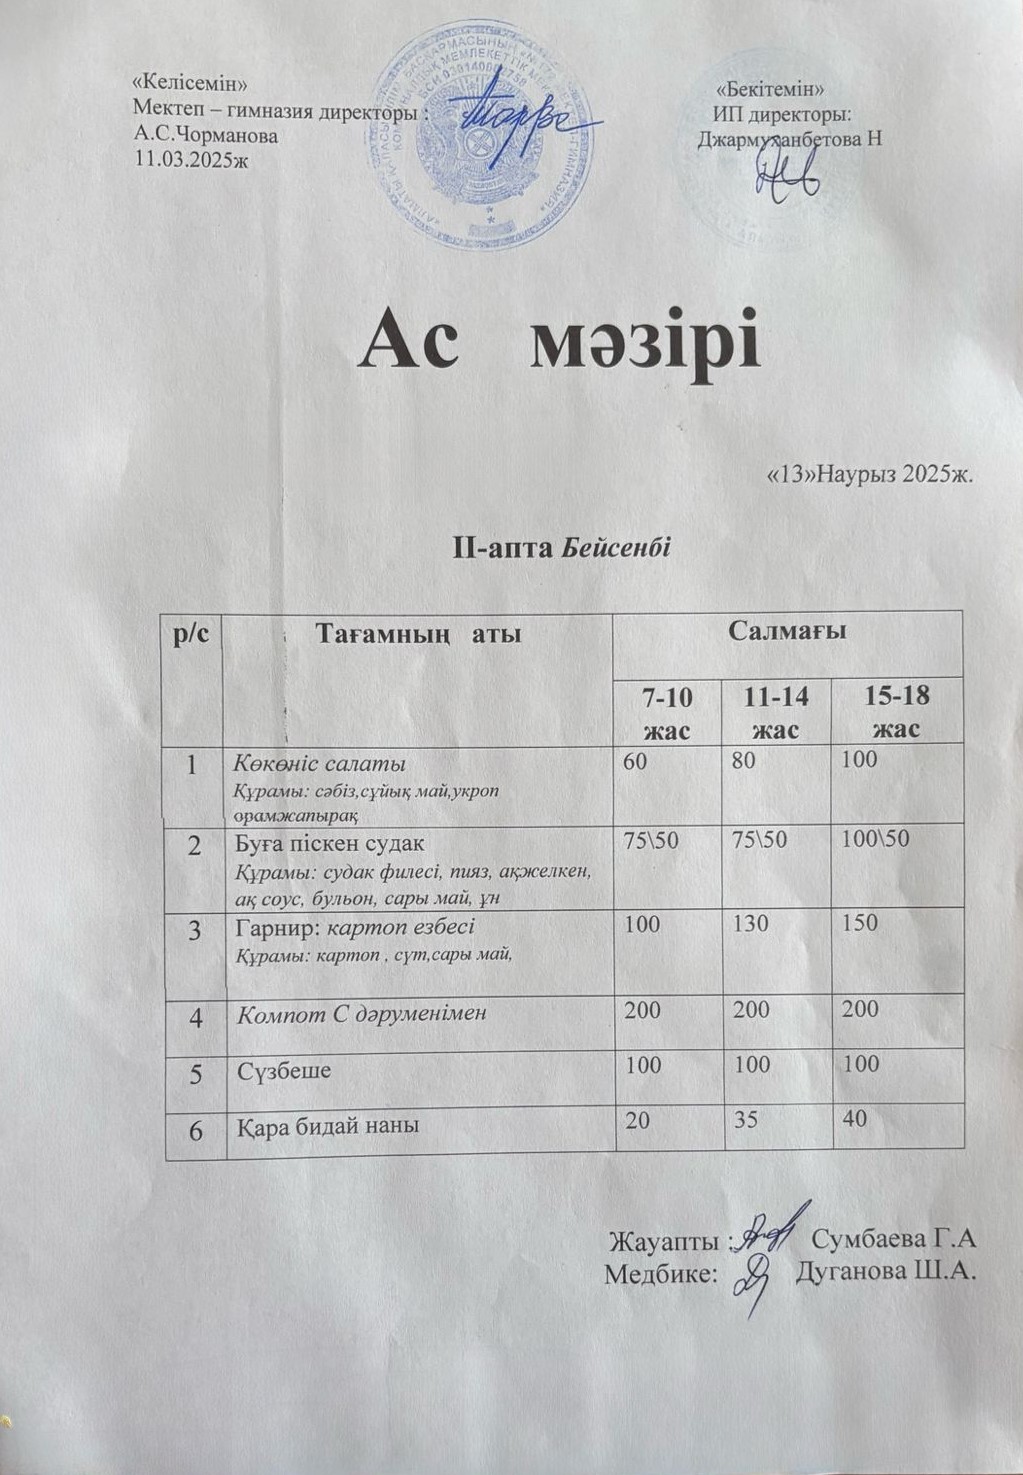 «Келісемін»
Мектеп – гимназия директоры :
А.С.Чорманова
11.03.2025ж
«Бекітемін»
ИП директоры:
Джармуханбетова Н
Ас мәзірі
«13»Наурыз 2025ж.
II-апта Бейсенбі
р/с Тағамның аты Салмағы
7-10 жас 11-14 жас 15-18 жас
1 Көкөніс салаты 60 80 100
Құрамы: сәбіз,сұйық май,укроп
орамжапырақ
2 Буға піскен судак 75\50 75\50 100\50
Құрамы: судак филесі, пияз, ақжелкен,
ақ соус, бульон, сары май, ұн
3 Гарнир: картоп езбесі 100 130 150
Құрамы: картоп , сүт,сары май,
4 Компот С дәруменімен 200 200 200
5 Сүзбеше 100 100 100
6 Қара бидай наны 20 35 40
Жауапты : Сумбаева Г.А
Медбике: Дуганова Ш.А.